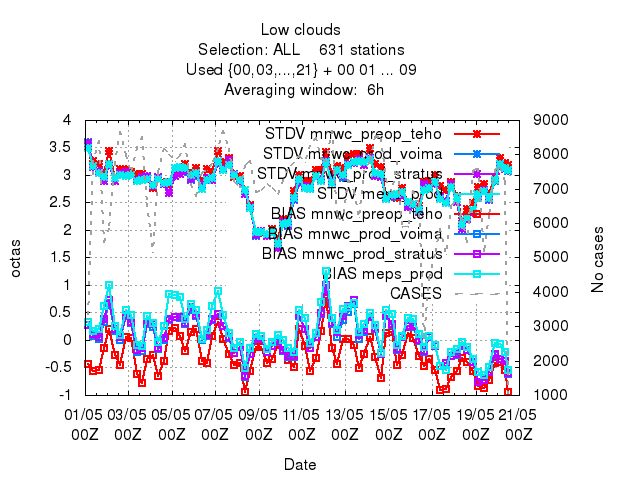 Low clouds
Selection: ALL 631 stations
Used {00,03,...,21} + 00 01 ... 09
Averaging window: 6h
4
3.5
3
2.5
2
1.5
1
0.5
0
-0.5
-1
octas
9000
8000
7000
6000
5000
4000
3000
2000
1000
No cases
STDV mnwc_preop_teho
STDV mnwc_prod_voima
STDV mnwc_prod_status
STDV meps_prod
BIAS mnwc_preop_teho
BIAS mnwc_prod_voima
BIAS mnwc_prod_status
BIAS meps_prod
CASES
01/05 03/05 05/05 07/05 09/05 11/05 13/05 15/05 17/05 19/05 21/05
00Z 00Z 00Z 00Z 00Z 00Z 00Z 00Z 00Z 00Z 00Z
Date